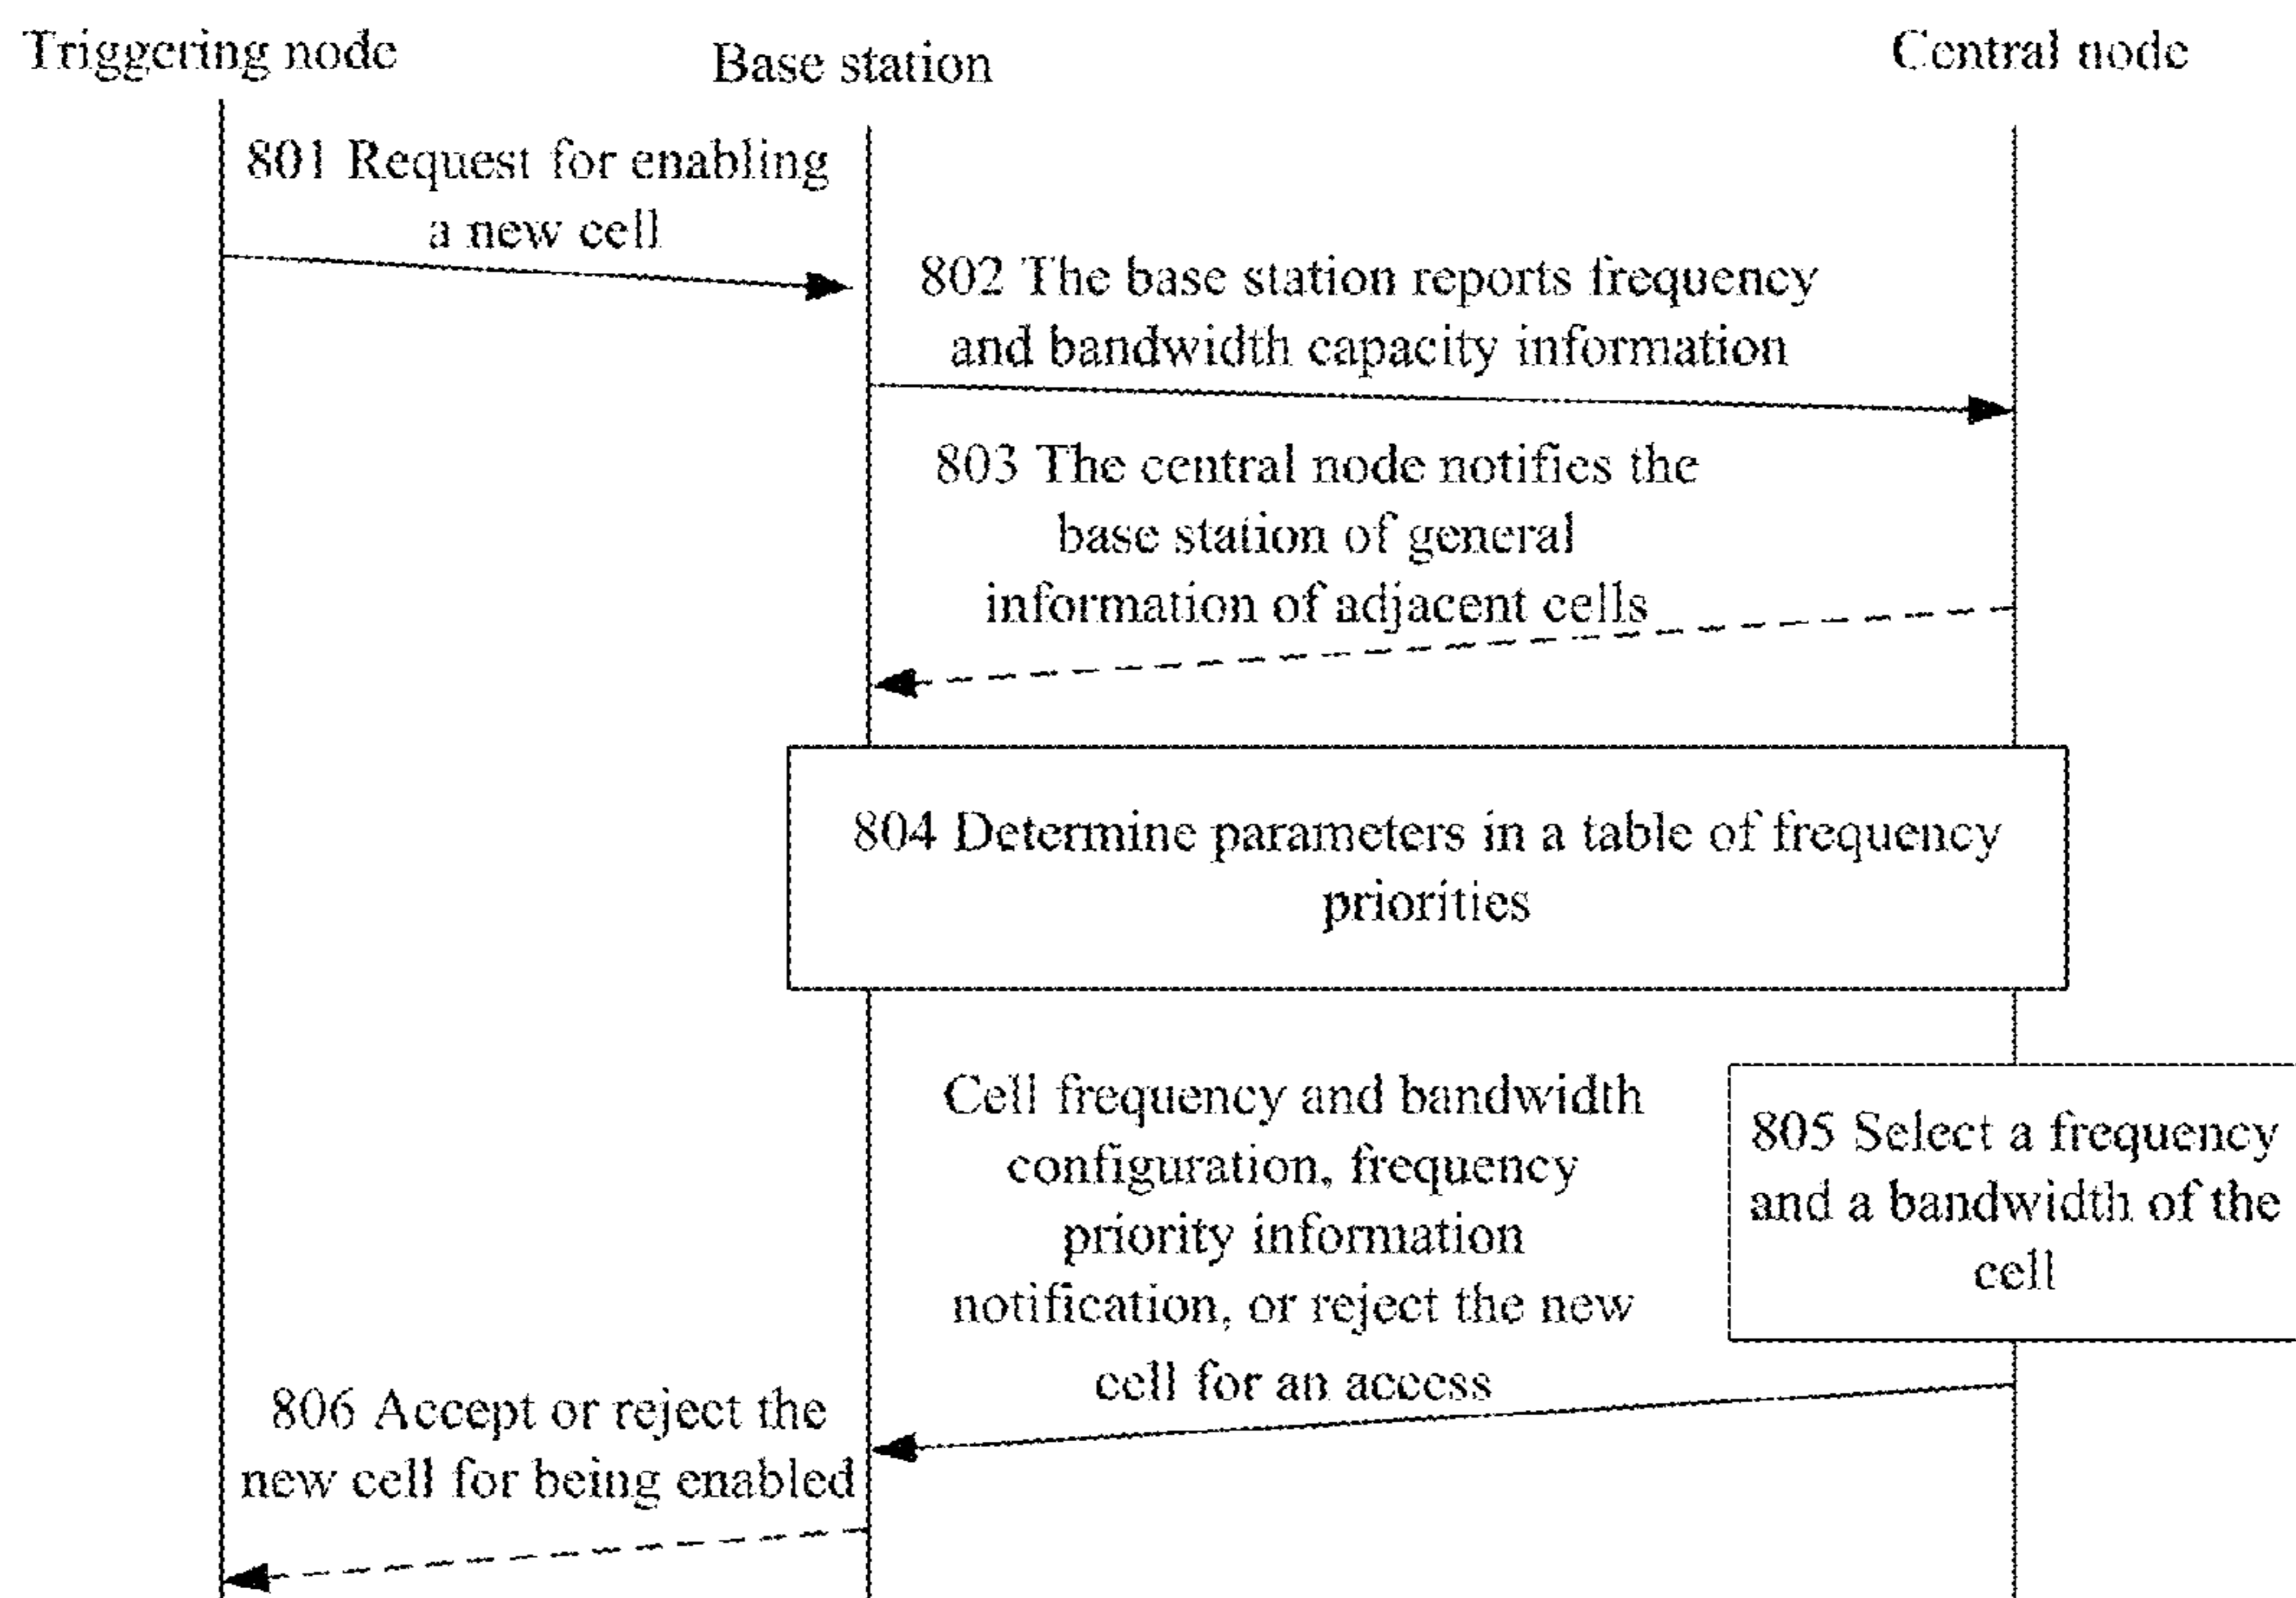 Triggering node
Base station
Central node
801 Request for enabling
a new cell
802 The base station reports frequency
and bandwidth capacity information
803 The central node notifies the
base station of general
information of adjacent cells
804 Determine parameters in a table of frequency
priorities
Cell frequency and bandwidth
configuration, frequency
priority information
notification, or reject the new
cell for an access
805 Select a frequency
and a bandwidth of the
cell
806 Accept or reject the
new cell for being enabled